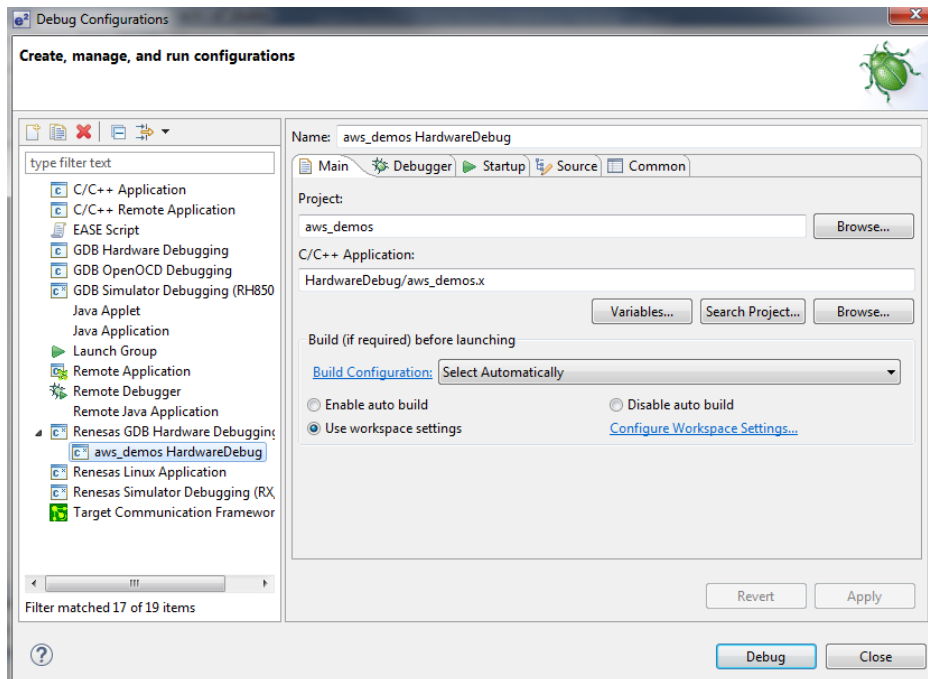 e² Debug Configurations
Create, manage, and run configurations
type filter text
C/C++ Application
C/C++ Remote Application
EASE Script
GDB Hardware Debugging
GDB OpenOCD Debugging
GDB Simulator Debugging (RH850
Java Applet
Java Application
Launch Group
Remote Application
Remote Debugger
Remote Java Application
Renesas GDB Hardware Debugging
aws_demos HardwareDebug
Renesas Linux Application
Renesas Simulator Debugging (RX,
Target Communication Framewor
Filter matched 17 of 19 items
Name: aws_demos HardwareDebug
Main Debugger Startup Source Common
Project:
aws_demos Browse...
C/C++ Application:
HardwareDebug/aws_demos.x
Variables... Search Project... Browse...
Build (if required) before launching
Build Configuration: Select Automatically
Enable auto build Disable auto build
Use workspace settings Configure Workspace Settings...
Revert Apply
? Debug Close